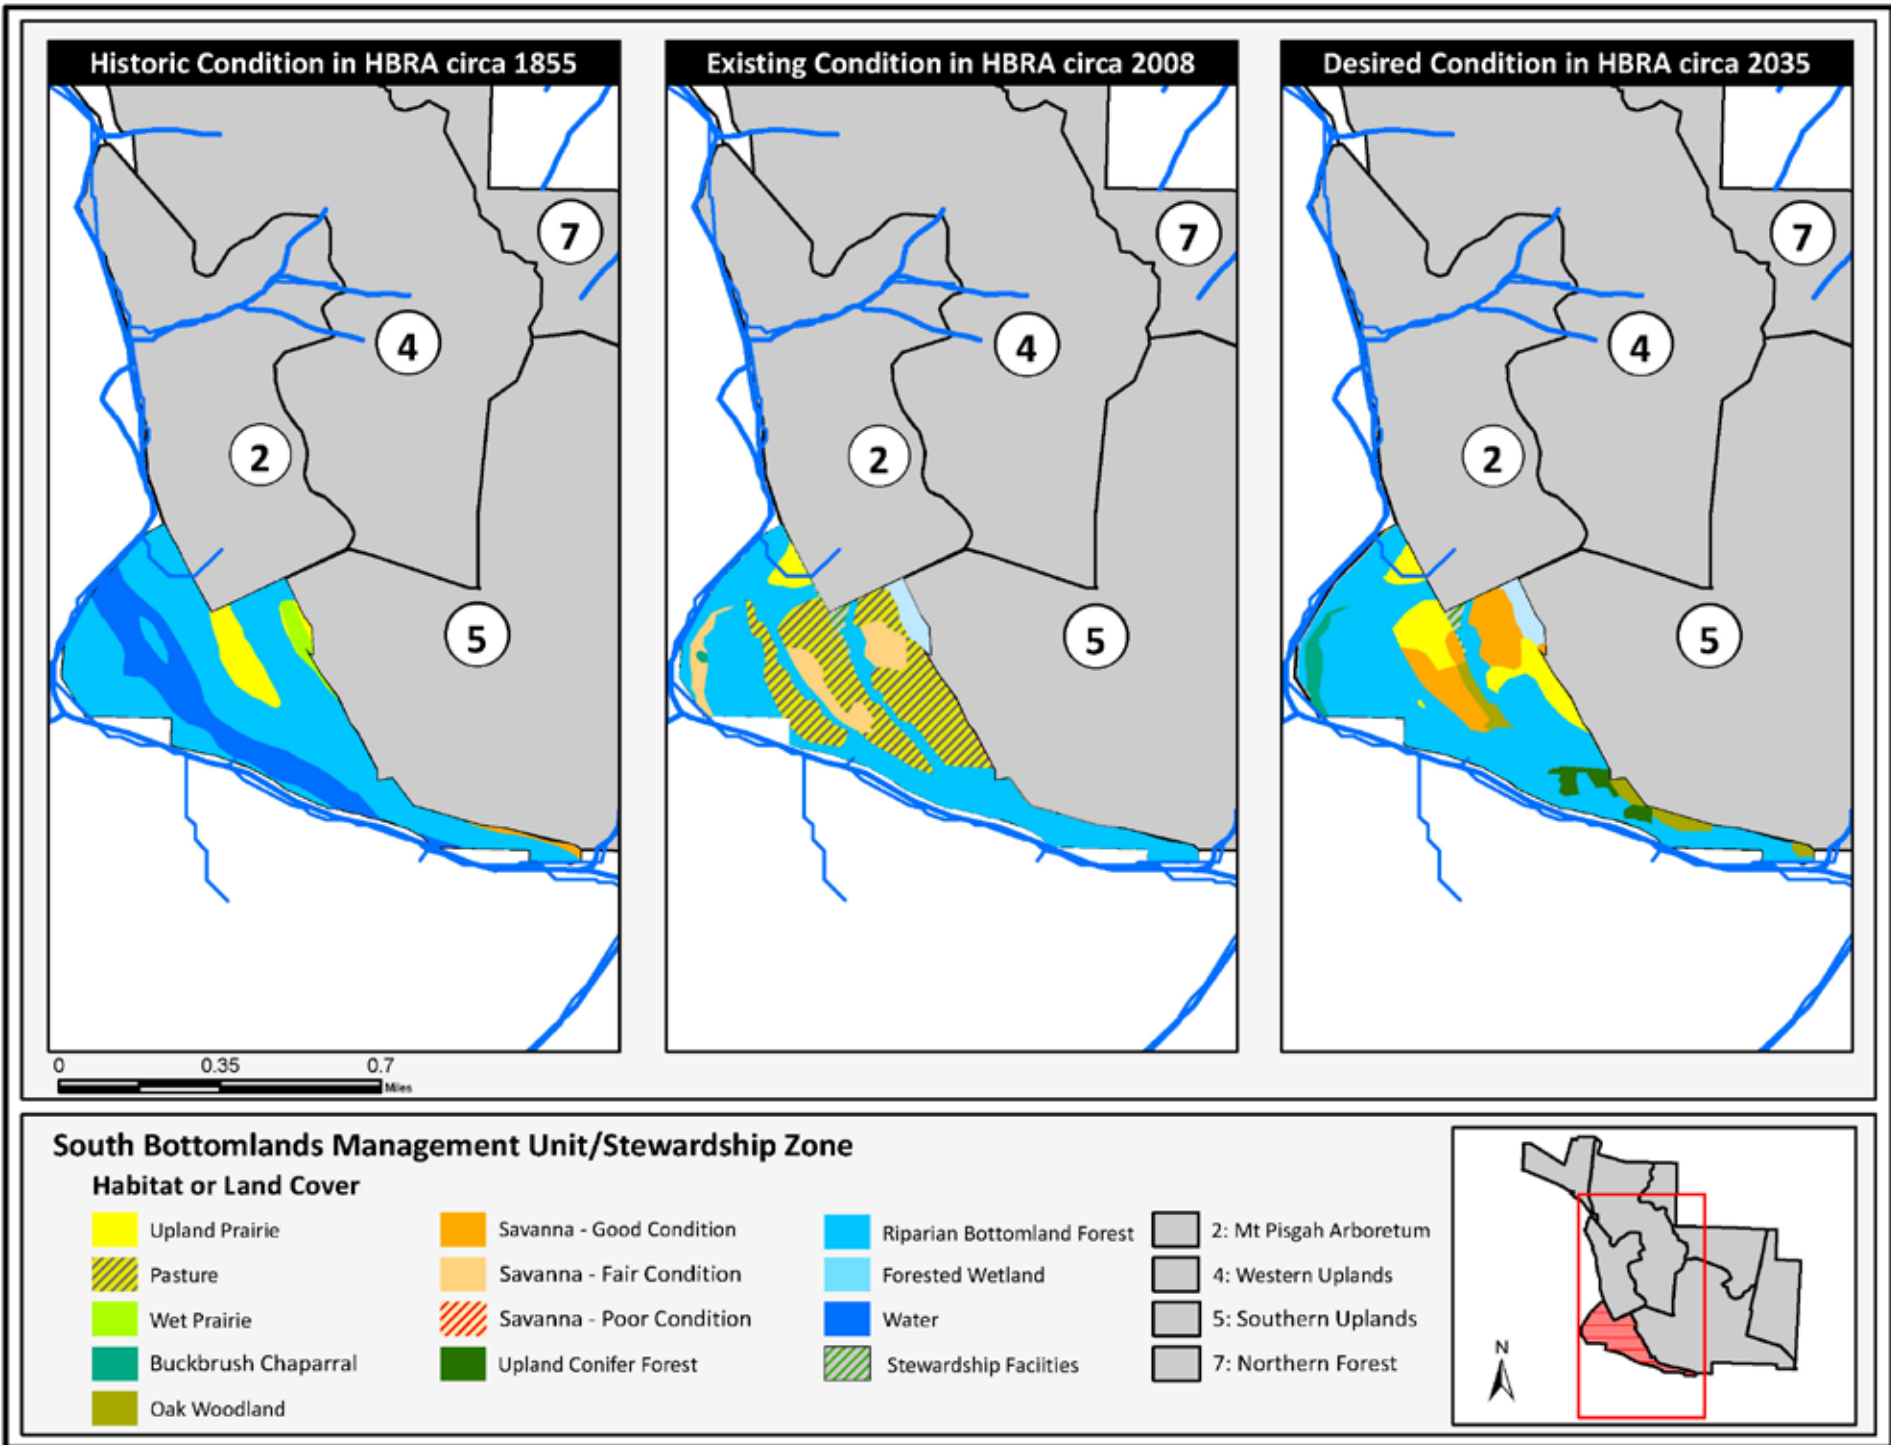 Historic Condition in HBRA circa 1855
Existing Condition in HBRA circa 2008
Desired Condition in HBRA circa 2035
7
4
2
5
7
4
2
5
7
4
2
5
0 0.35 0.7
Miles
South Bottomlands Management Unit/Stewardship Zone
Habitat or Land Cover
Upland Prairie
Pasture
Wet Prairie
Buckbrush Chaparral
Oak Woodland
Savanna - Good Condition
Savanna - Fair Condition
Savanna - Poor Condition
Upland Conifer Forest
Riparian Bottomland Forest
Forested Wetland
Water
Stewardship Faciities
2: Mt Pisgah Arboretum
4: Western Uplands
5: Southern Uplands
7: Northern Forest
N